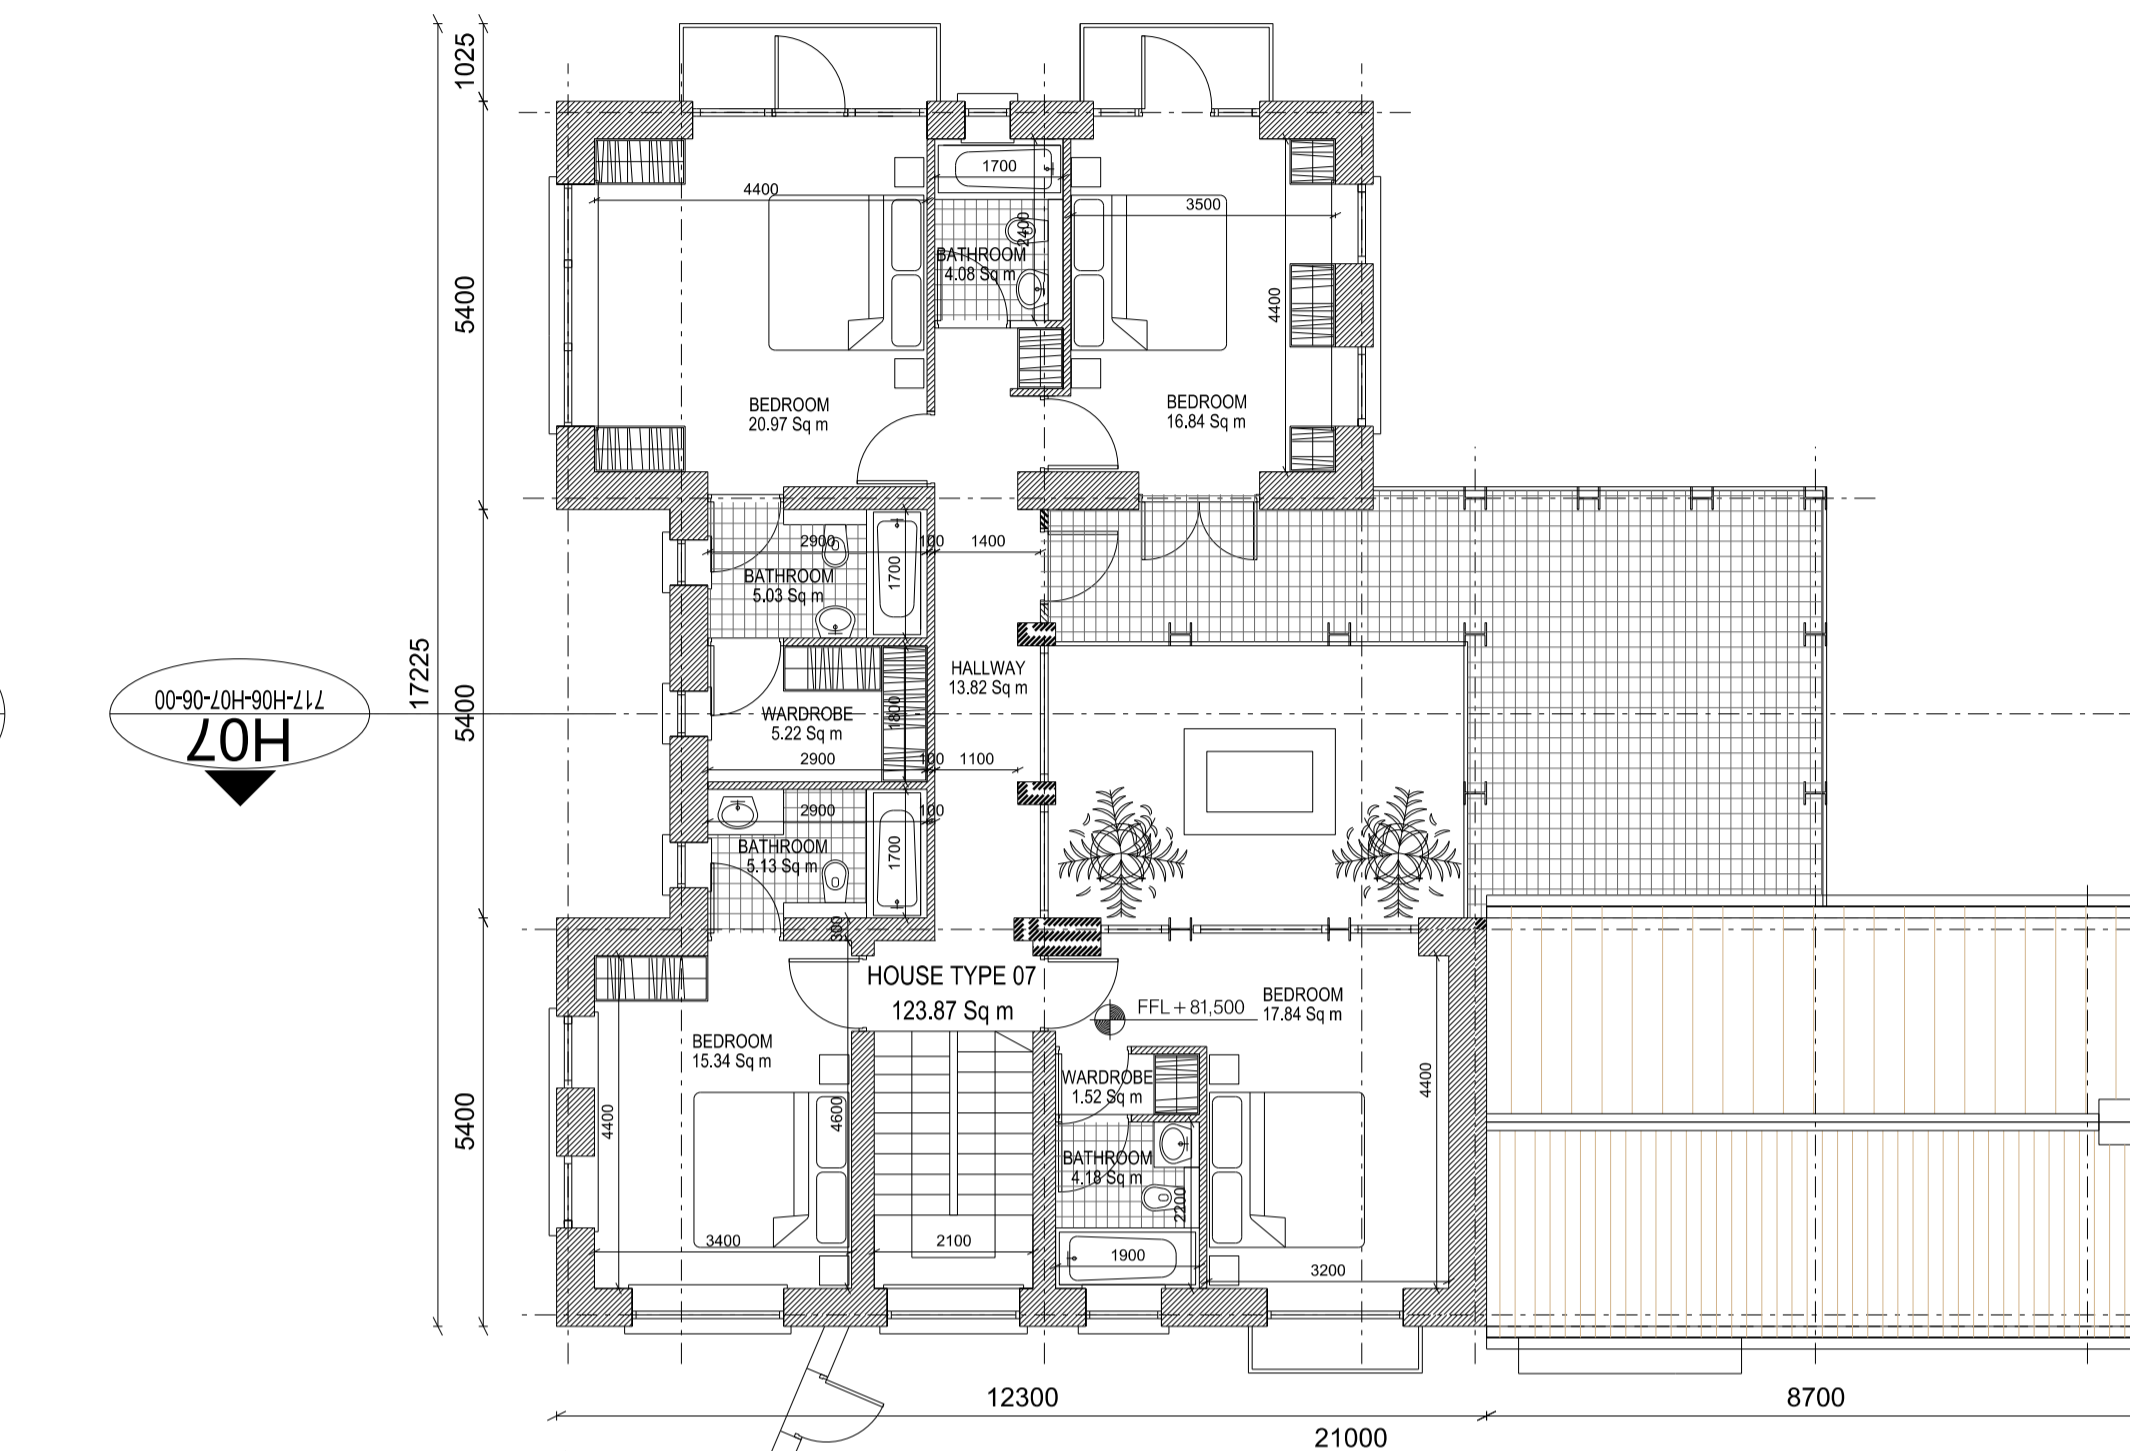 1025
5400
17225
5400
5400
717-H06-H07-06-00
H07
4400
1700
2400
BATHROOM
4.08 Sq m
3500
4400
BEDROOM
20.97 Sq m
BEDROOM
16.84 Sq m
2900
100
1400
1700
BATHROOM
5.03 Sq m
HALLWAY
13.82 Sq m
WARDROBE
5.22 Sq m
1800
2900
100
1100
2900
100
BATHROOM
5.13 Sq m
1700
300
HOUSE TYPE 07
123.87 Sq m
BEDROOM
17.84 Sq m
FFL+81,500
BEDROOM
15.34 Sq m
WARDROBE
1.52 Sq m
4400
4600
4400
BATHROOM
4.18 Sq m
2200
3400
2100
1900
3200
12300
8700
21000